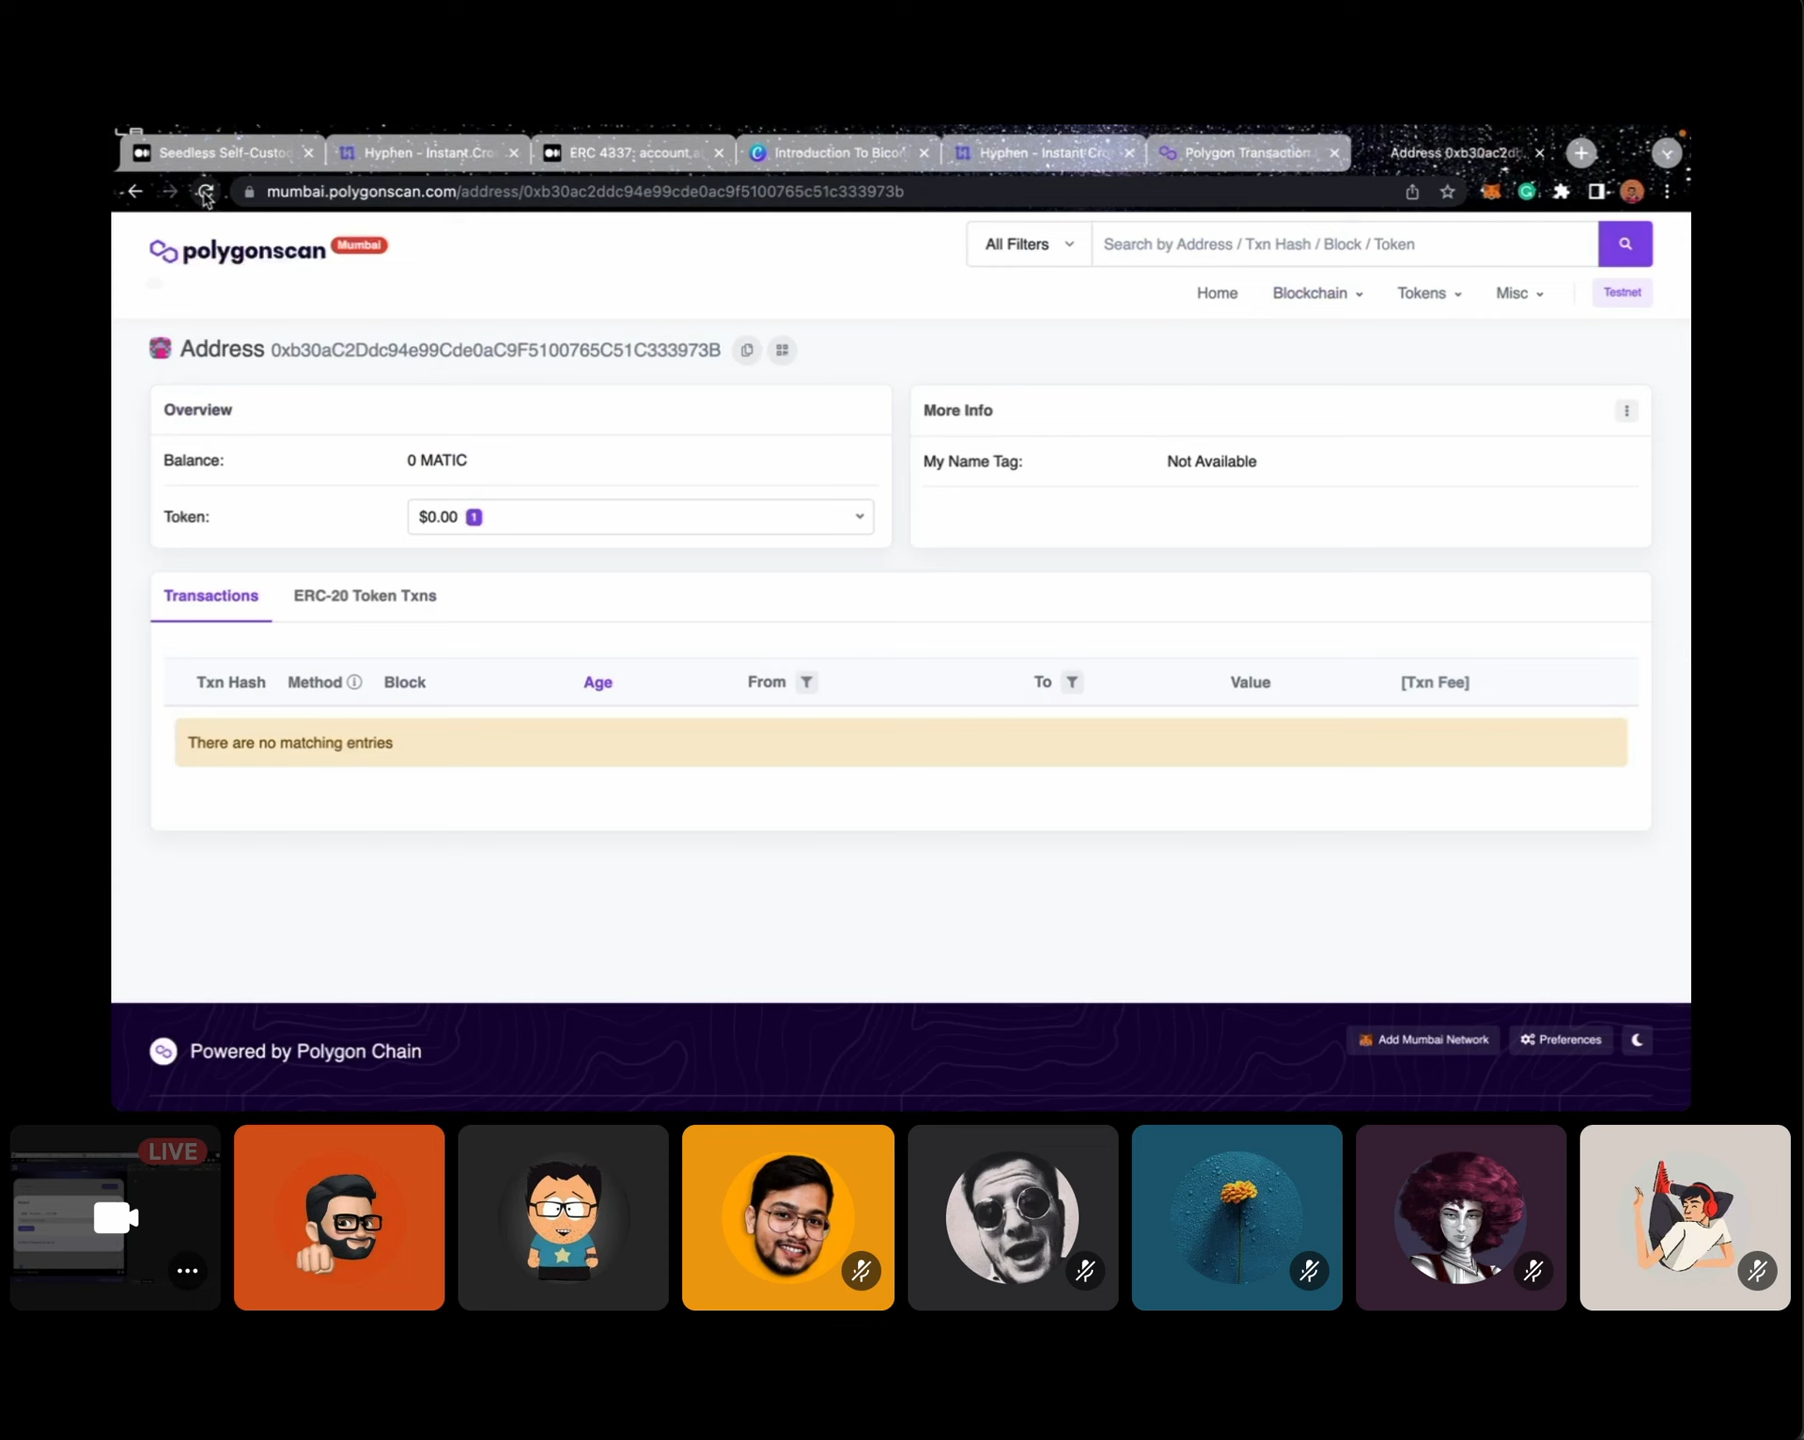 Seedless Self-Custoc
Hyphen - Instant Cro
ERC 4337: account a
Introduction To Bico
Hyphen - Instant Cro
Polygon Transaction
Address 0xb30ac2d
mumbai.polygonscan.com/address/0xb30ac2ddc94e99cde0ac9f5100765c51c333973b
polygonscan Mumbai
All Filters
Search by Address / Txn Hash / Block / Token
Home Blockchain Tokens Misc Testnet
Address 0xb30aC2Ddc94e99Cde0aC9F5100765C51C333973B
Overview
Balance: 0 MATIC
Token: $0.00 1
More Info
My Name Tag: Not Available
Transactions ERC-20 Token Txns
Txn Hash Method Block Age From To Value [Txn Fee]
There are no matching entries
Powered by Polygon Chain
Add Mumbai Network Preferences
LIVE